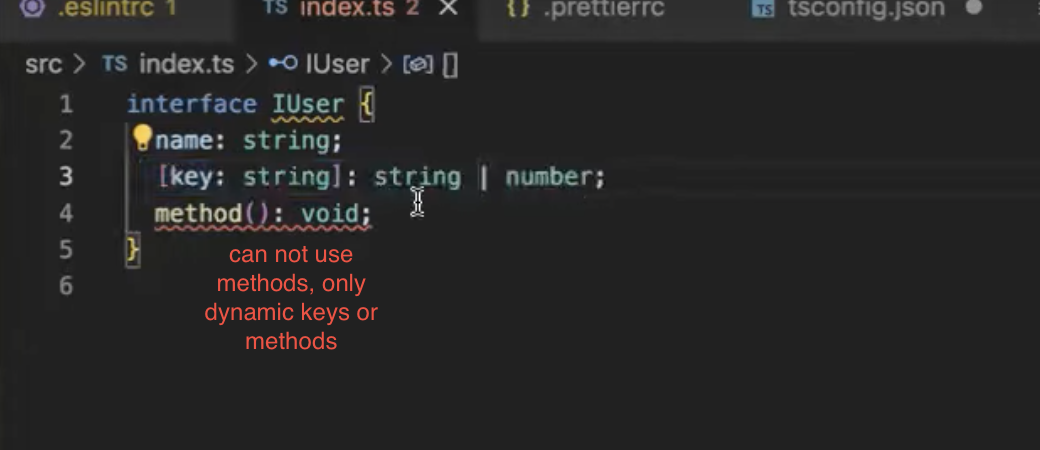 .eslintrc 1 TS index.ts 2 × {} .prettierrc TS tsconfig.json
src > TS index.ts > IUser > []
1 interface IUser {
2 name: string;
3 [key: string]: string | number;
4 method(): void;
5 }
6
can not use
methods, only
dynamic keys or
methods